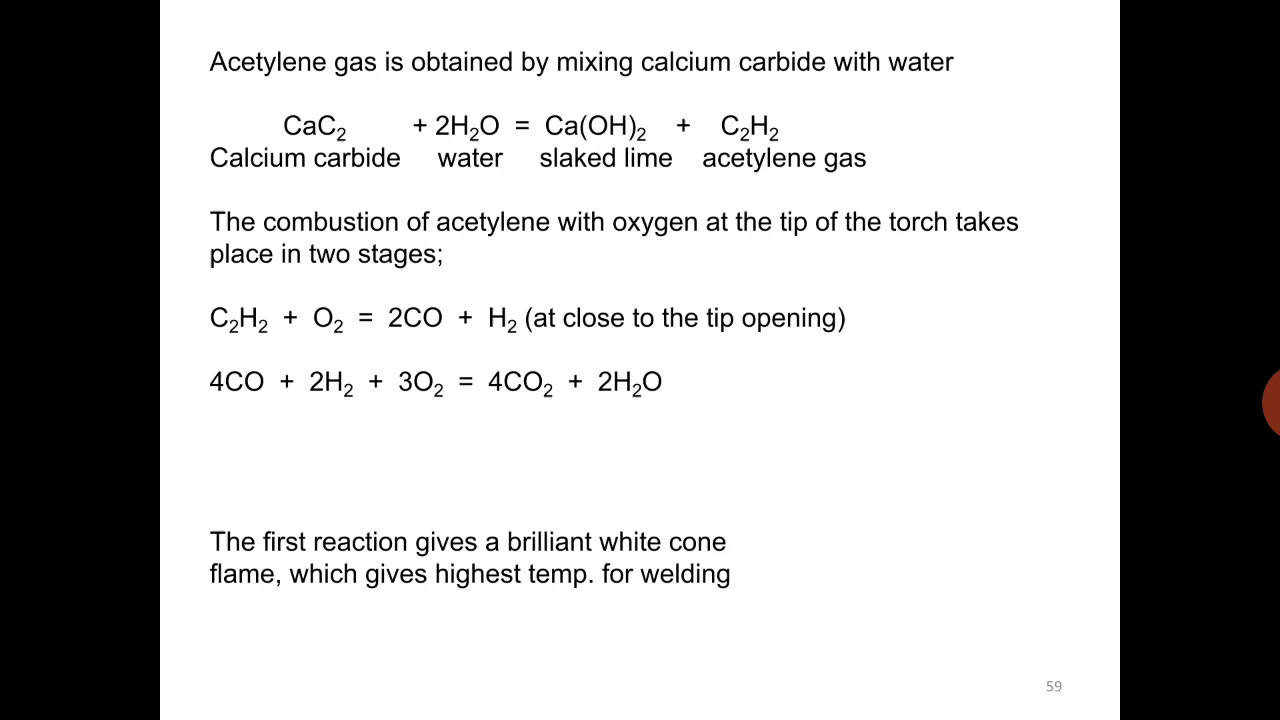 Acetylene gas is obtained by mixing calcium carbide with water
CaC₂ + 2H₂O = Ca(OH)₂ + C₂H₂
Calcium carbide water slaked lime acetylene gas
The combustion of acetylene with oxygen at the tip of the torch takes
place in two stages;
C₂H₂ + O₂ = 2CO + H₂ (at close to the tip opening)
4CO + 2H₂ + 3O₂ = 4CO₂ + 2H₂O
The first reaction gives a brilliant white cone
flame, which gives highest temp. for welding
59